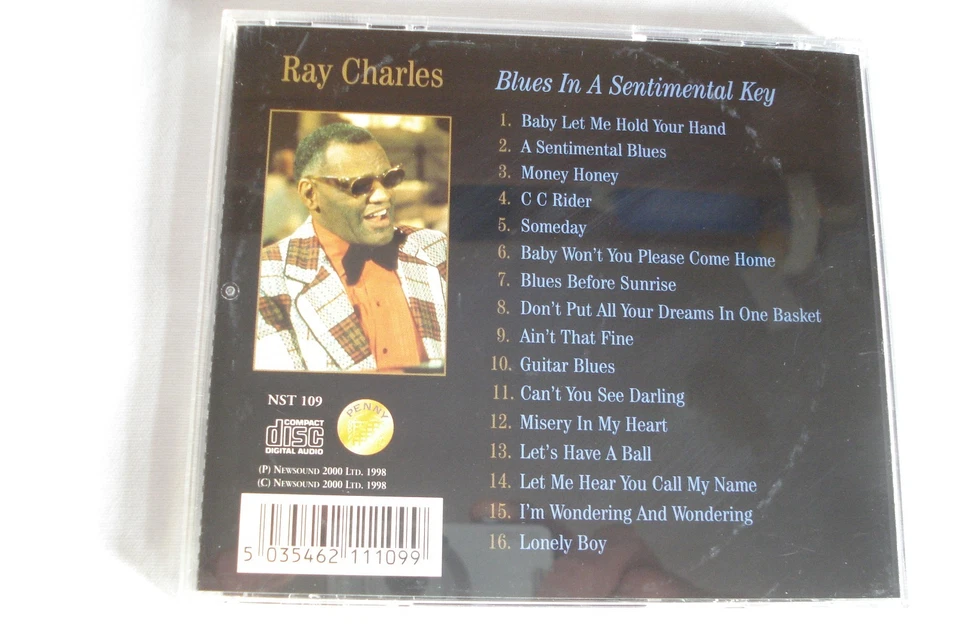 Ray Charles
Blues In A Sentimental Key
1. Baby Let Me Hold Your Hand
2. A Sentimental Blues
3. Money Honey
4. C C Rider
5. Someday
6. Baby Won't You Please Come Home
7. Blues Before Sunrise
8. Don't Put All Your Dreams In One Basket
9. Ain't That Fine
10. Guitar Blues
11. Can't You See Darling
12. Misery In My Heart
13. Let's Have A Ball
14. Let Me Hear You Call My Name
15. I'm Wondering And Wondering
16. Lonely Boy
NST 109
COMPACT
disc
DIGITAL AUDIO
PENNY
(P) Newsound 2000 Ltd. 1998
(C) Newsound 2000 Ltd. 1998
5 035462 111099